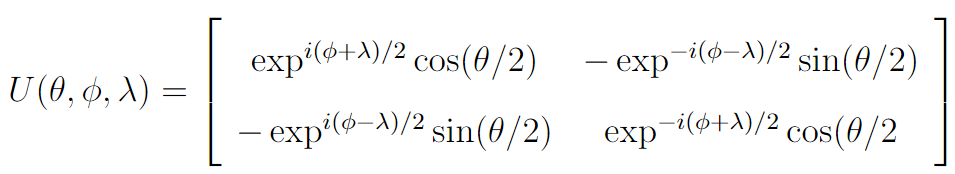 U(θ, ϕ, λ) = [ exp^{i(ϕ+λ)/2} cos(θ/2) − exp^{−i(ϕ−λ)/2} sin(θ/2)
− exp^{i(ϕ−λ)/2} sin(θ/2) exp^{−i(ϕ+λ)/2} cos(θ/2 ]